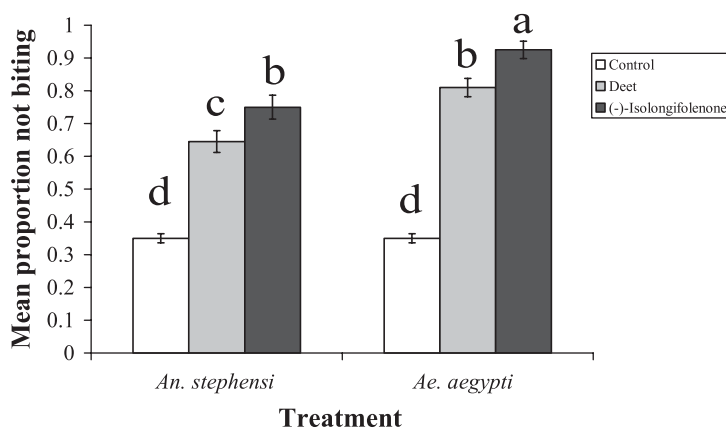 Mean proportion not biting
1
0.9
0.8
0.7
0.6
0.5
0.4
0.3
0.2
0.1
0
d
c
b
d
b
a
Control
Deet
(-)-Isolongifolenone
An. stephensi
Ae. aegypti
Treatment